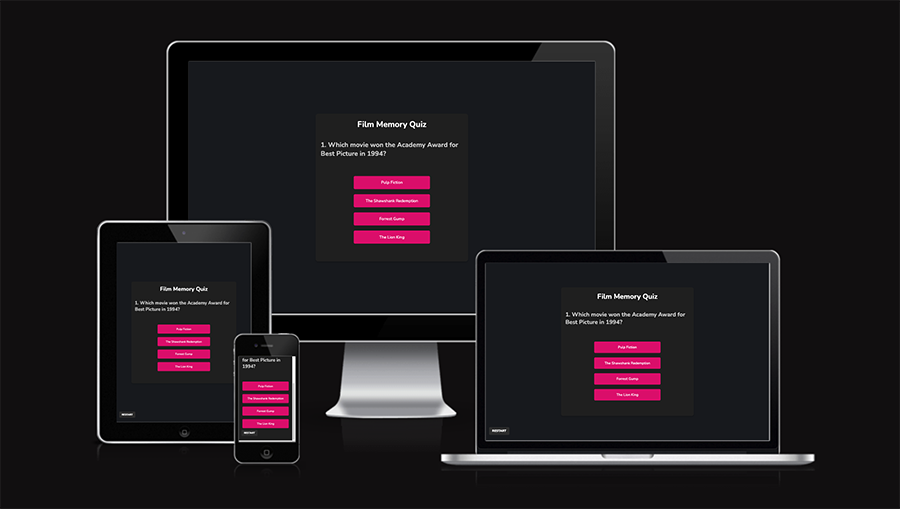 Film Memory Quiz
1. Which movie won the Academy Award for
Best Picture in 1994?
Pulp Fiction
The Shawshank Redemption
Forrest Gump
The Lion King
Film Memory Quiz
1. Which movie won the Academy Award for
Best Picture in 1994?
Pulp Fiction
The Shawshank Redemption
Forrest Gump
The Lion King
RESTART
for Best Picture in
1994?
Pulp Fiction
The Shawshank Redemption
Forrest Gump
The Lion King
RESTART
Film Memory Quiz
1. Which movie won the Academy Award for
Best Picture in 1994?
Pulp Fiction
The Shawshank Redemption
Forrest Gump
The Lion King
RESTART